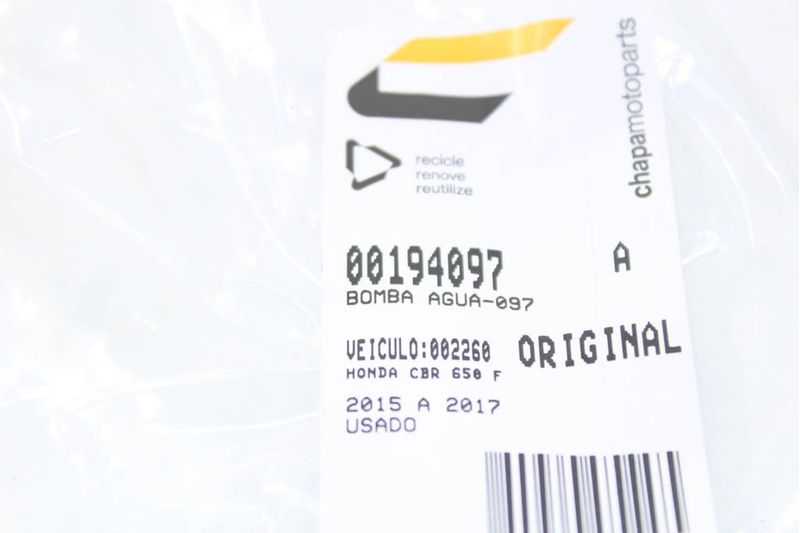 chapamotoparts
recicle
renove
reutilize
00194097 A
BOMBA AGUA-097
VEICULO:002260 ORIGINAL
HONDA CBR 650 F
2015 A 2017
USADO